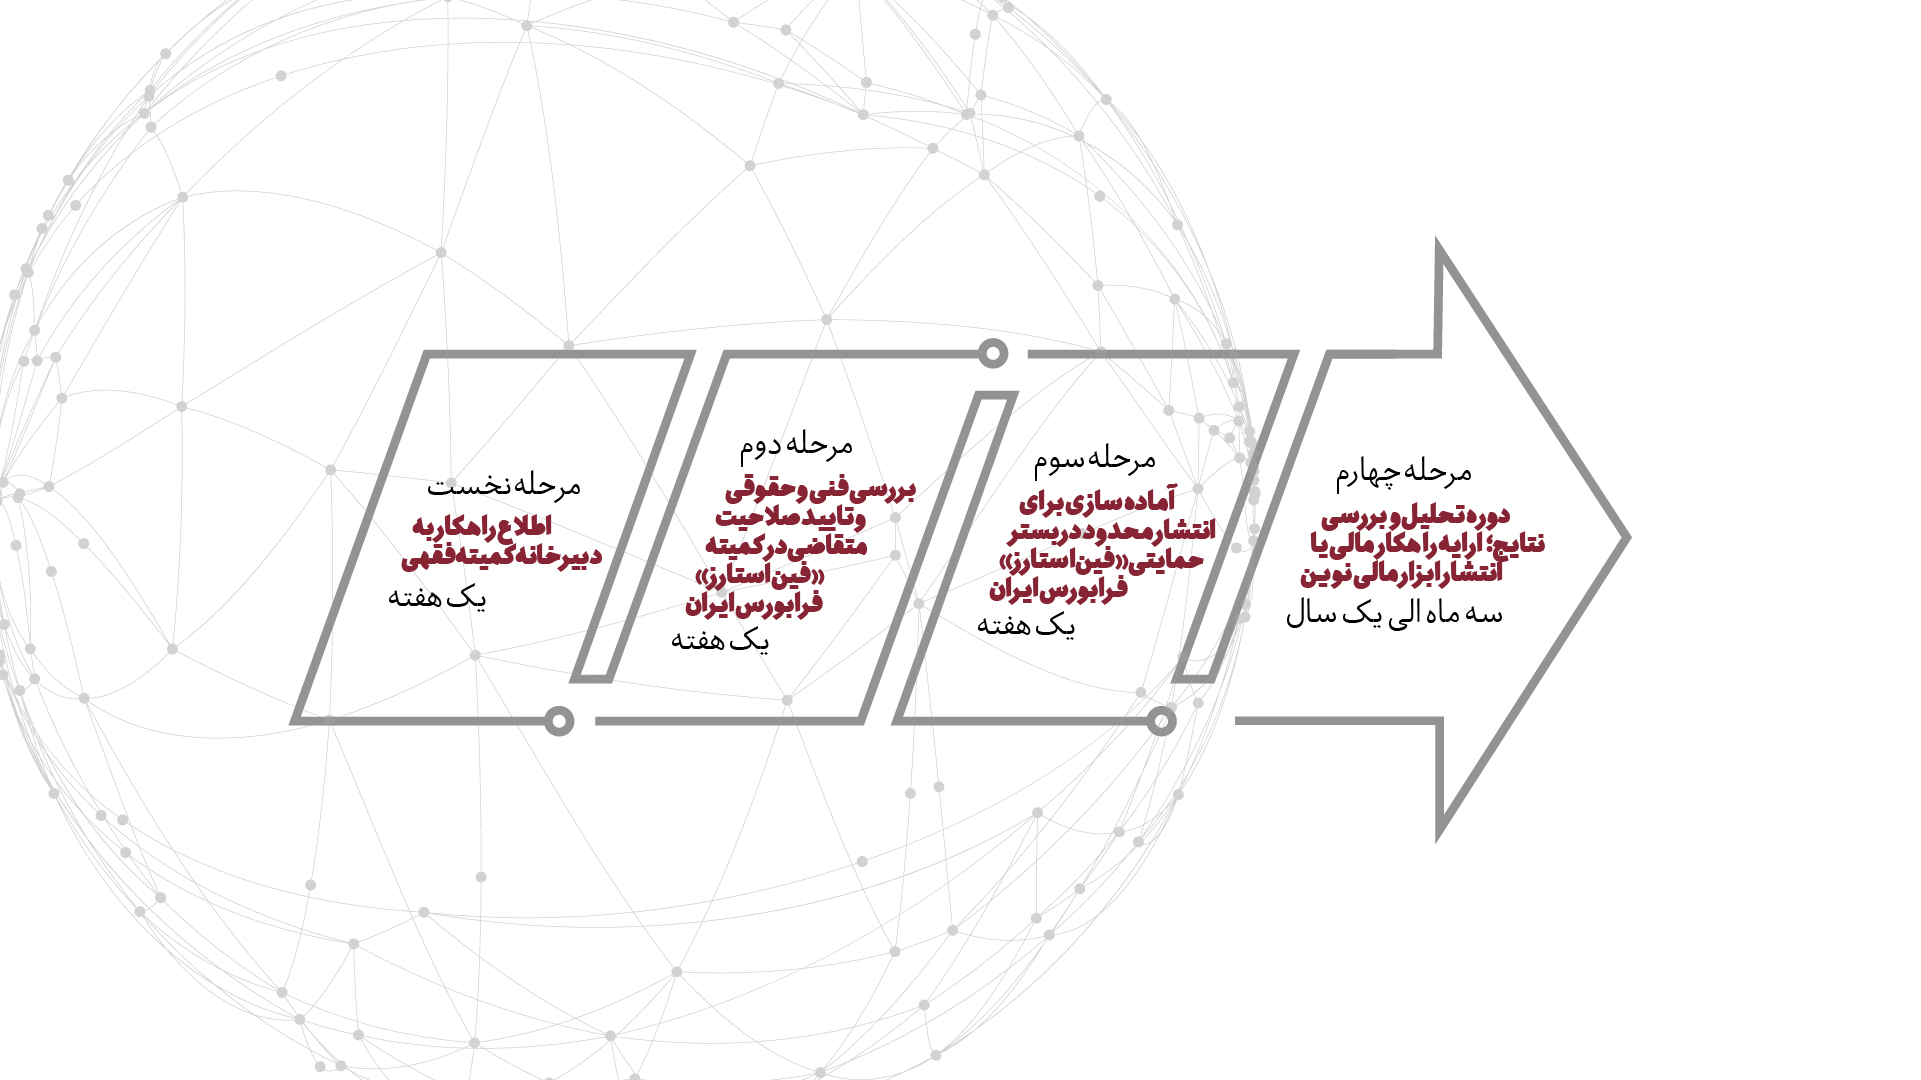 مرحله نخست
اطلاع راهکار به
دبیرخانه کمیته فقهی
یک هفته
مرحله دوم
بررسی فنی و حقوقی
و تایید صلاحیت
متقاضی در کمیته
«فین استارز»
فرابورس ایران
یک هفته
مرحله سوم
آماده سازی برای
انتشار محدود در بستر
حمایتی «فین استارز»
فرابورس ایران
یک هفته
مرحله چهارم
دوره تحلیل و بررسی
نتایج؛ ارایه راهکار مالی یا
انتشار ابزار مالی نوین
سه ماه الی یک سال